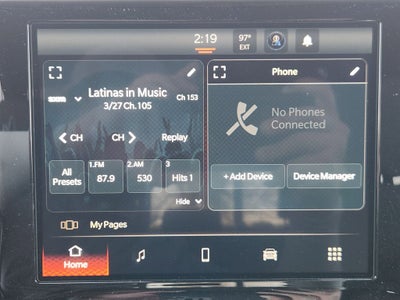 2:19
97°
EXT
Latinas in Music
Ch 153
3/27 Ch. 105
CH
CH
Replay
All
Presets
1. FM
87.9
2. AM
530
3
Hits 1
Hide
Phone
No Phones
Connected
+ Add Device
Device Manager
My Pages
Home